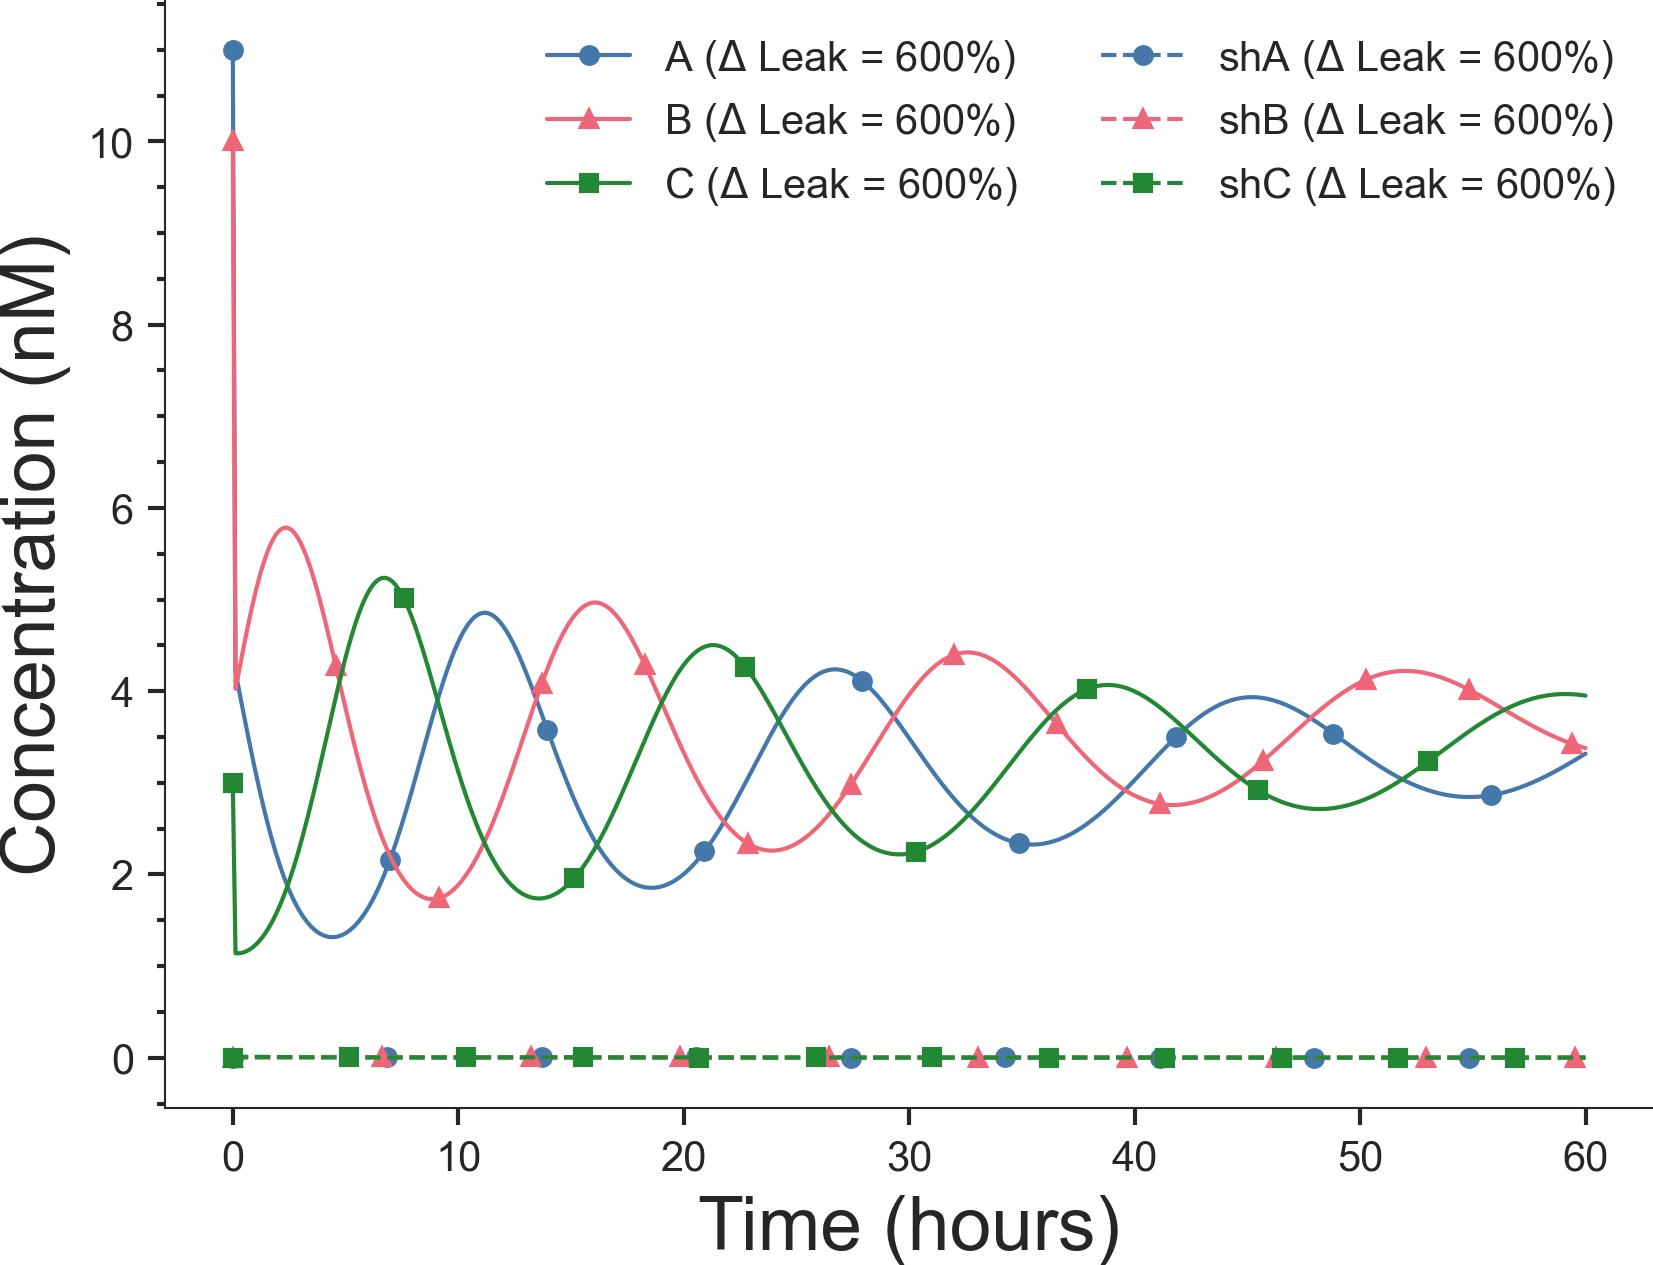 A (Δ Leak = 600%)
B (Δ Leak = 600%)
C (Δ Leak = 600%)
shA (Δ Leak = 600%)
shB (Δ Leak = 600%)
shC (Δ Leak = 600%)
Concentration (nM)
10
8
6
4
2
0
0 10 20 30 40 50 60
Time (hours)